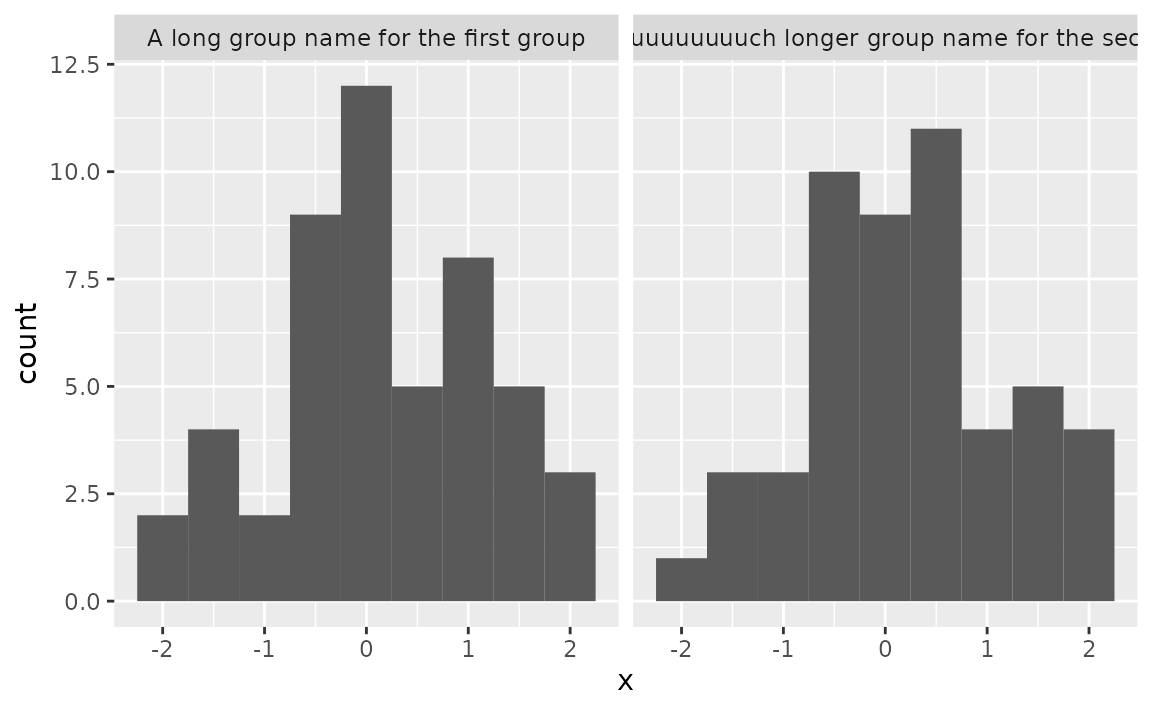 A long group name for the first group
uuuuuuuuch longer group name for the sec
12.5
10.0
7.5
5.0
2.5
0.0
count
-2 -1 0 1 2
-2 -1 0 1 2
x